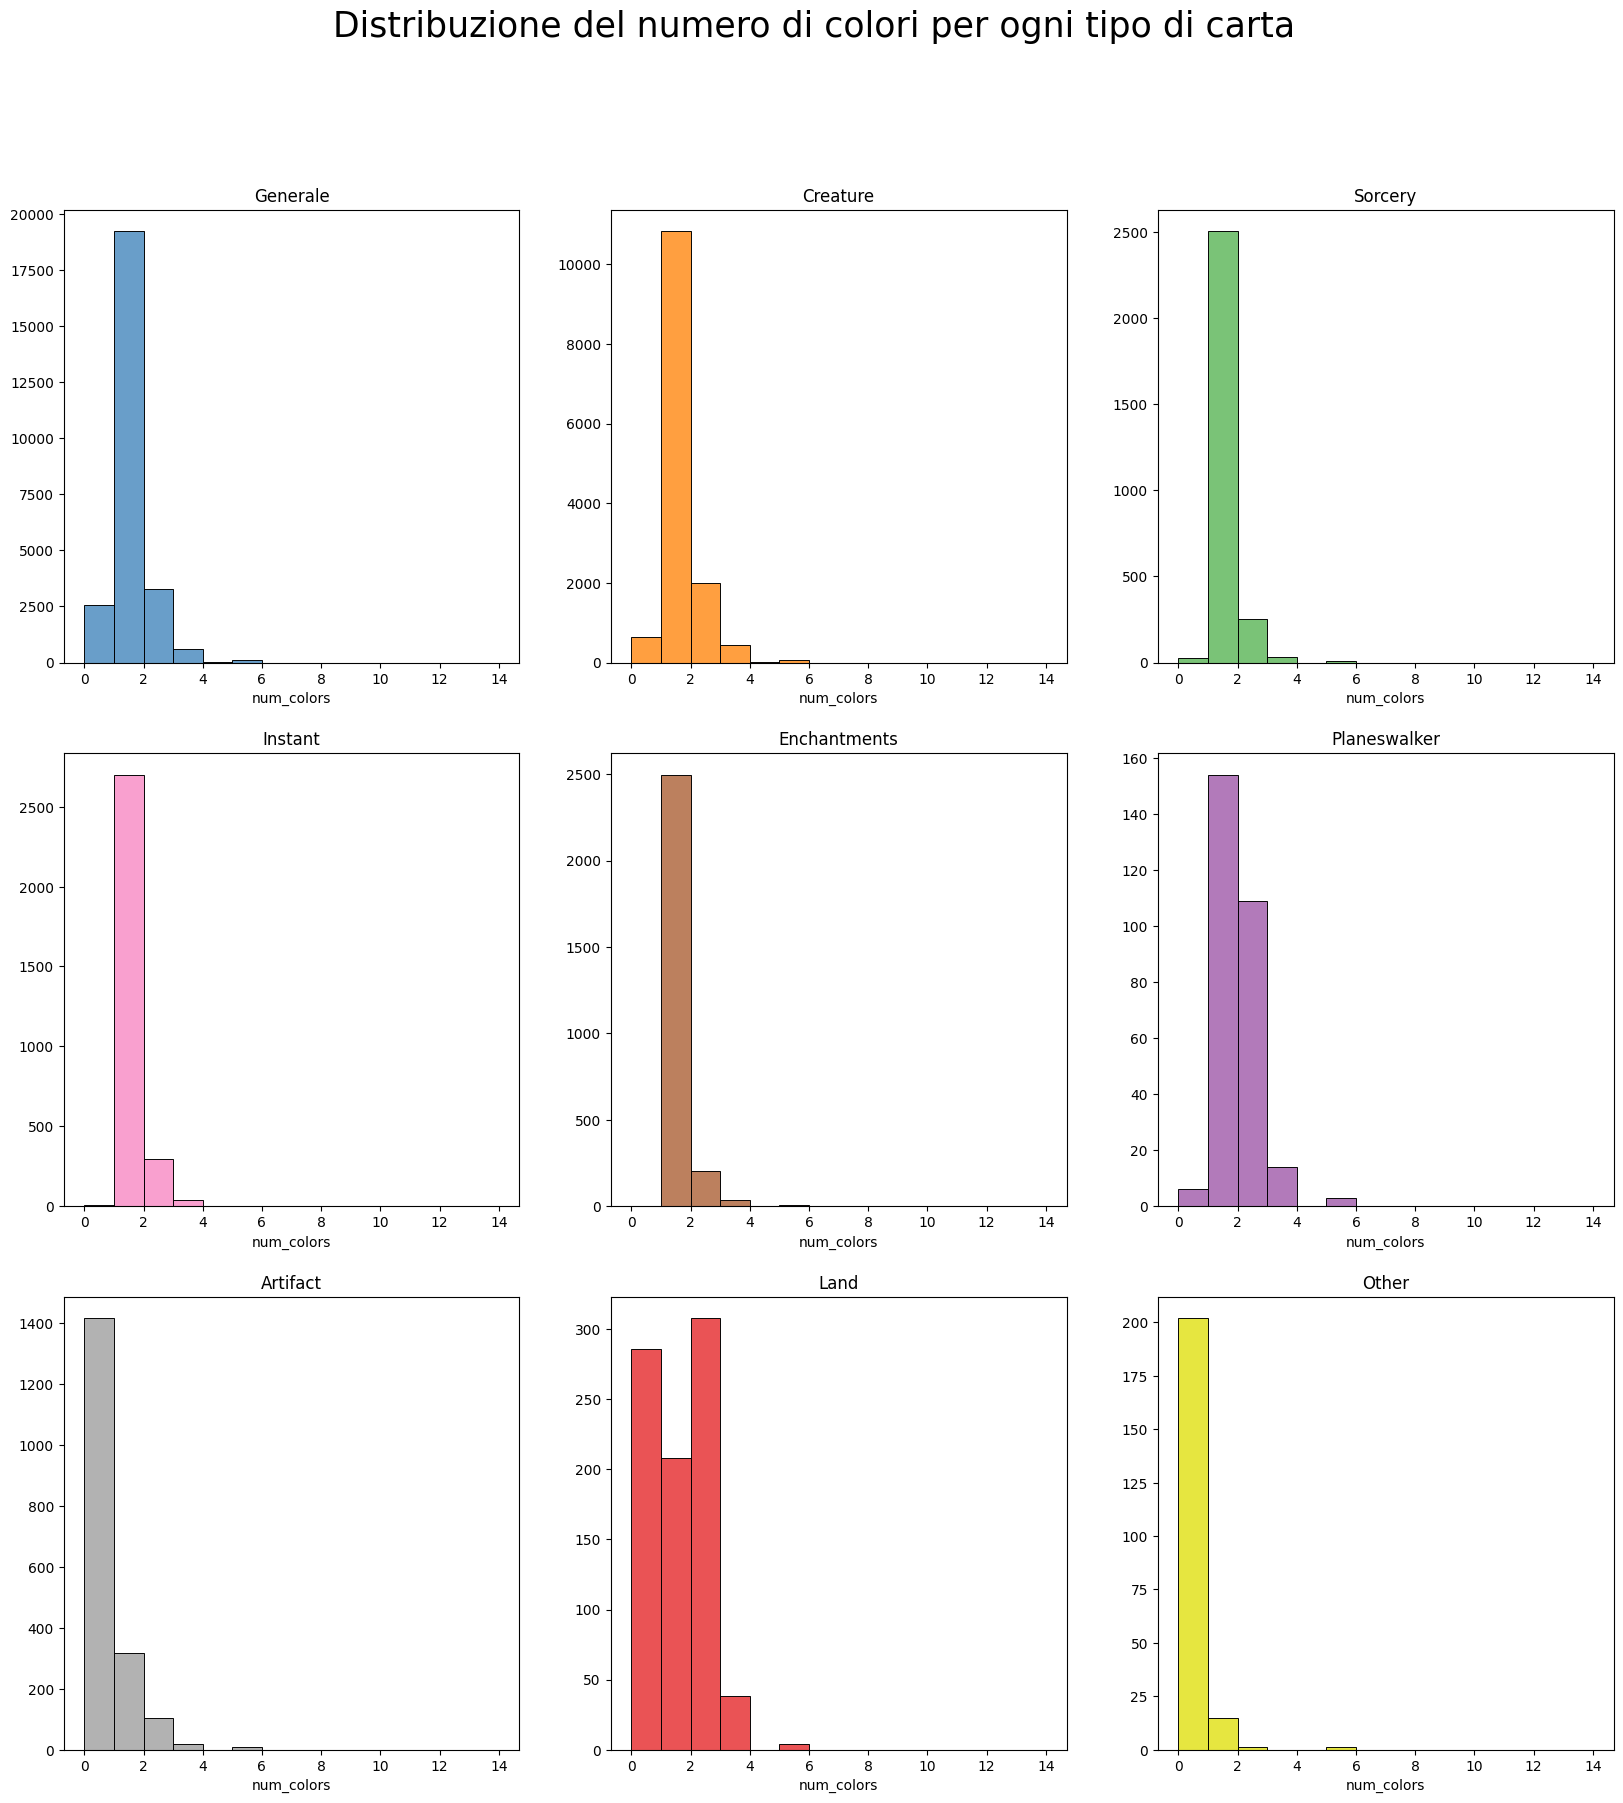 Distribuzione del numero di colori per ogni tipo di carta
Generale
20000
17500
15000
12500
10000
7500
5000
2500
0
0 2 4 6 8 10 12 14
num_colors
Creature
10000
8000
6000
4000
2000
0
0 2 4 6 8 10 12 14
num_colors
Sorcery
2500
2000
1500
1000
500
0
0 2 4 6 8 10 12 14
num_colors
Instant
2500
2000
1500
1000
500
0
0 2 4 6 8 10 12 14
num_colors
Enchantments
2500
2000
1500
1000
500
0
0 2 4 6 8 10 12 14
num_colors
Planeswalker
160
140
120
100
80
60
40
20
0
0 2 4 6 8 10 12 14
num_colors
Artifact
1400
1200
1000
800
600
400
200
0
0 2 4 6 8 10 12 14
num_colors
Land
300
250
200
150
100
50
0
0 2 4 6 8 10 12 14
num_colors
Other
200
175
150
125
100
75
50
25
0
0 2 4 6 8 10 12 14
num_colors